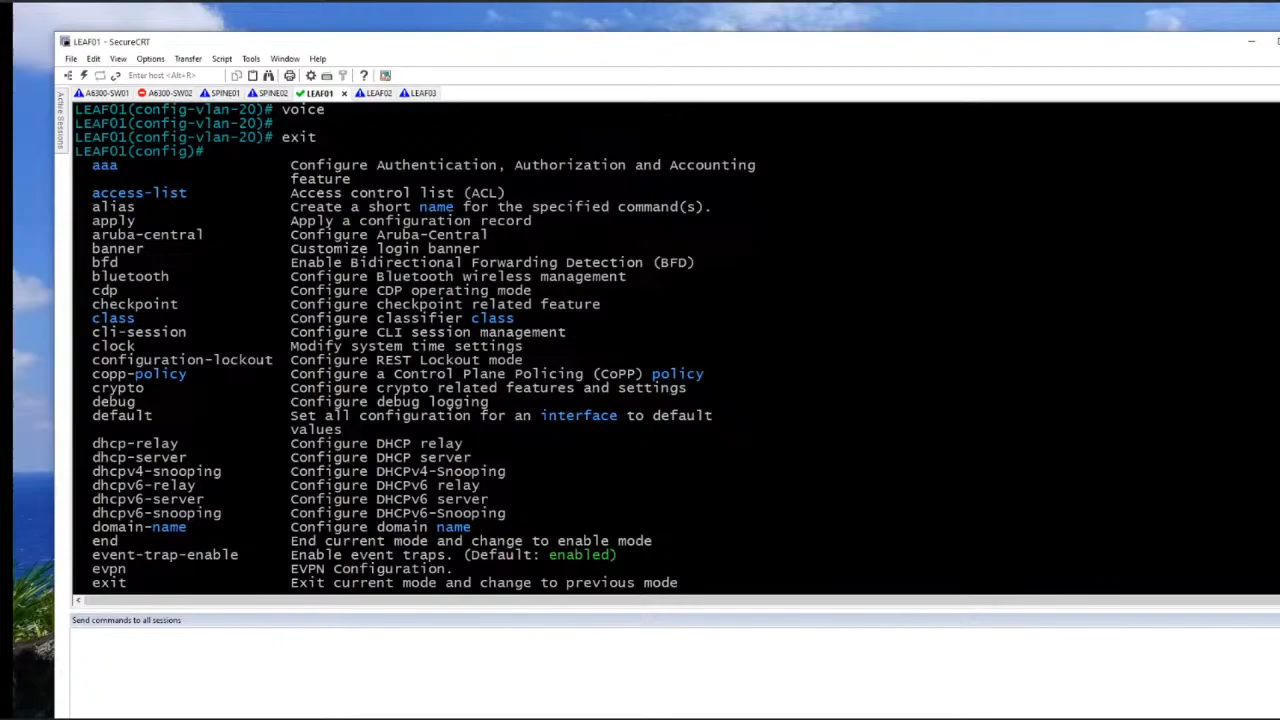 LEAF01 - SecureCRT
File Edit View Options Transfer Script Tools Window Help
Enter host <Alt+R>
A6300-SW01 A6300-SW02 SPINE01 SPINE02 LEAF01 LEAF02 LEAF03
Active Sessions
LEAF01(config-vlan-20)# voice
LEAF01(config-vlan-20)#
LEAF01(config-vlan-20)# exit
LEAF01(config)#
aaa Configure Authentication, Authorization and Accounting
feature
access-list Access control list (ACL)
alias Create a short name for the specified command(s).
apply Apply a configuration record
aruba-central Configure Aruba-Central
banner Customize login banner
bfd Enable Bidirectional Forwarding Detection (BFD)
bluetooth Configure Bluetooth wireless management
cdp Configure CDP operating mode
checkpoint Configure checkpoint related feature
class Configure classifier class
cli-session Configure CLI session management
clock Modify system time settings
configuration-lockout Configure REST Lockout mode
copp-policy Configure a Control Plane Policing (CoPP) policy
crypto Configure crypto related features and settings
debug Configure debug logging
default Set all configuration for an interface to default
values
dhcp-relay Configure DHCP relay
dhcp-server Configure DHCP server
dhcpv4-snooping Configure DHCPv4-Snooping
dhcpv6-relay Configure DHCPv6 relay
dhcpv6-server Configure DHCPv6 server
dhcpv6-snooping Configure DHCPv6-Snooping
domain-name Configure domain name
end End current mode and change to enable mode
event-trap-enable Enable event traps. (Default: enabled)
evpn EVPN Configuration.
exit Exit current mode and change to previous mode
Send commands to all sessions